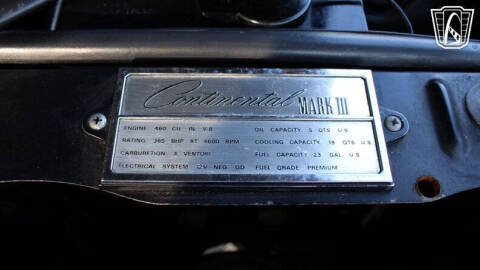 Continental MARK III
ENGINE 460 CU. IN. V-8
RATING 365 BHP AT 4600 RPM
CARBURETION 4 VENTURI
ELECTRICAL SYSTEM 12V NEG. GD.
OIL CAPACITY 5 QTS U.S.
COOLING CAPACITY 19 QTS U.S.
FUEL CAPACITY 23 GAL U.S.
FUEL GRADE PREMIUM